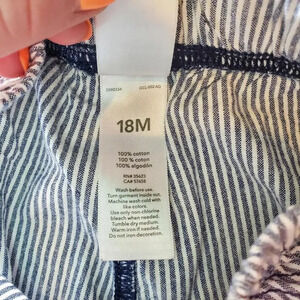 18M
100% cotton
100 % coton
100% algodón
RN# 35623
CA# 57658
Wash before use.
Turn garment inside out.
Machine wash cold with
like colors.
Use only non-chlorine
bleach when needed.
Tumble dry medium.
Warm iron if needed.
Do not iron decoration.